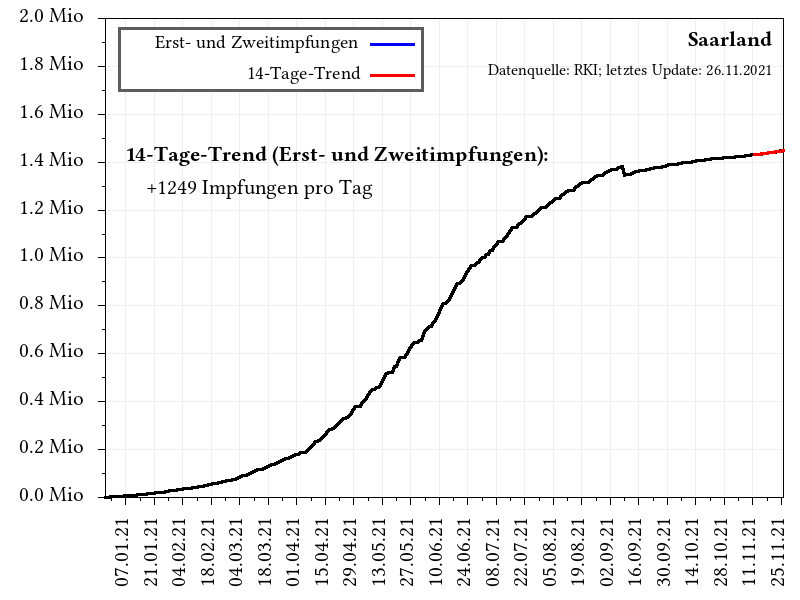 2.0 Mio
1.8 Mio
1.6 Mio
1.4 Mio
1.2 Mio
1.0 Mio
0.8 Mio
0.6 Mio
0.4 Mio
0.2 Mio
0.0 Mio
Erst- und Zweitimpfungen
14-Tage-Trend
Saarland
Datenquelle: RKI; letztes Update: 26.11.2021
14-Tage-Trend (Erst- und Zweitimpfungen):
+1249 Impfungen pro Tag
07.01.21
21.01.21
04.02.21
18.02.21
04.03.21
18.03.21
01.04.21
15.04.21
29.04.21
13.05.21
27.05.21
10.06.21
24.06.21
08.07.21
22.07.21
05.08.21
19.08.21
02.09.21
16.09.21
30.09.21
14.10.21
28.10.21
11.11.21
25.11.21